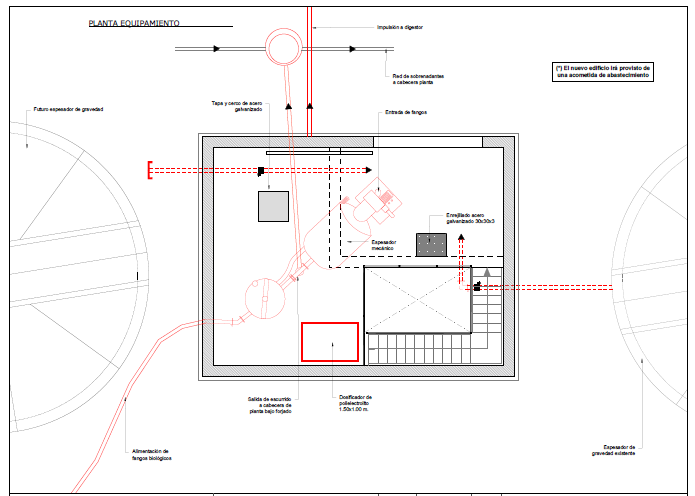 PLANTA EQUIPAMIENTO
Impulsión a digestor
(*) El nuevo edificio irá provisto de
una acometida de abastecimiento
Red de sobrenadantes
a cabecera planta
Futuro espesador de gravedad
Tapa y cerco de acero
galvanizado
Entrada de fangos
Enrejillado acero
galvanizado 30x30x3
Espesador
mecánico
Salida de escurrido
a cabecera de
planta bajo forjado
Dosificador de
polielectrolito
1.50x1.00 m.
Alimentación de
fangos biológicos
Espesador de
gravedad existente